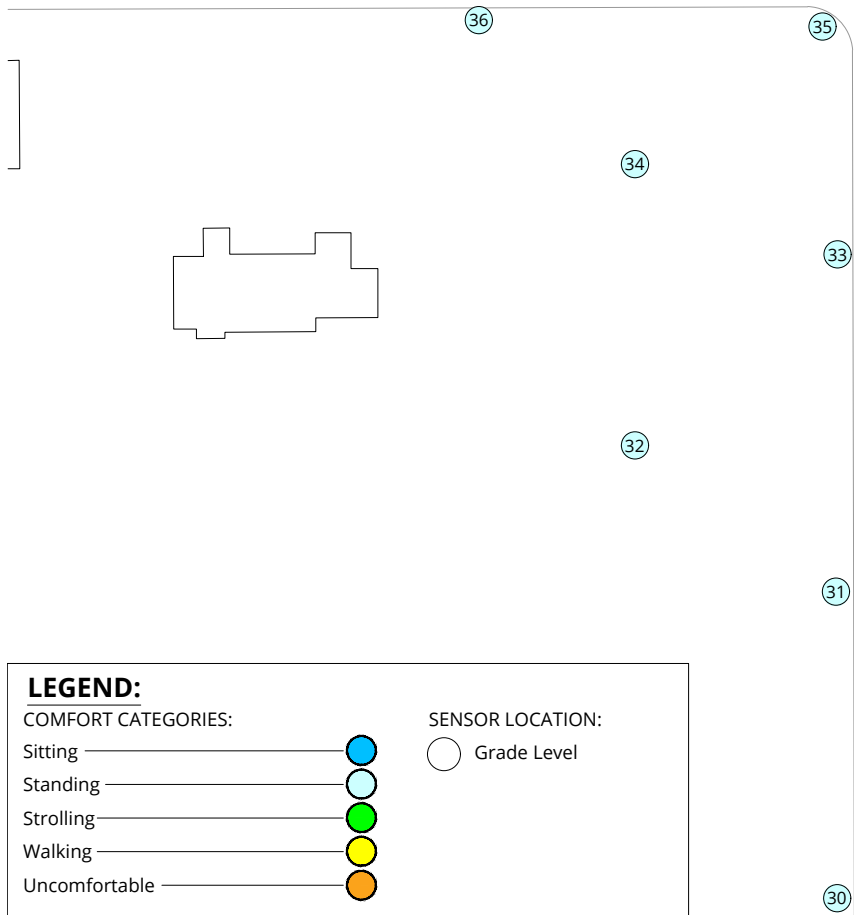 36
35
34
33
32
31
LEGEND:
COMFORT CATEGORIES:
SENSOR LOCATION:
Sitting
Grade Level
Standing
Strolling
Walking
Uncomfortable
30